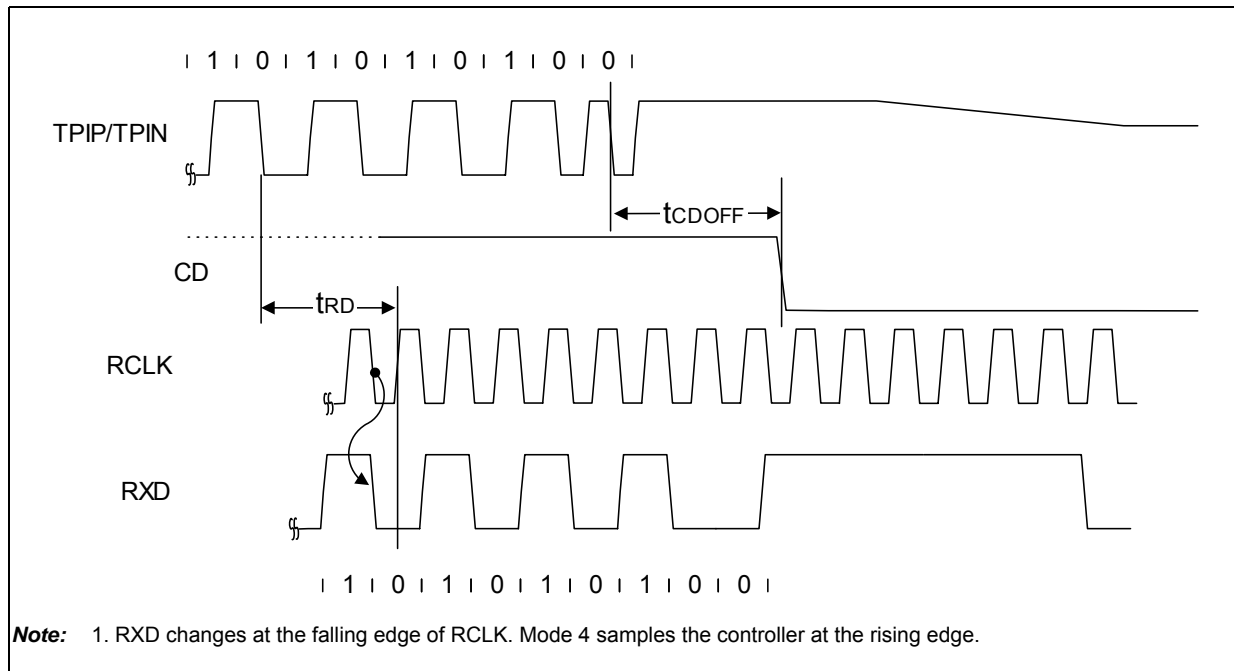 1 0 1 0 1 0 1 0 0
TPIP/TPIN
tCDOFF
CD
tRD
RCLK
RXD
1 0 1 0 1 0 1 0 0
Note: 1. RXD changes at the falling edge of RCLK. Mode 4 samples the controller at the rising edge.